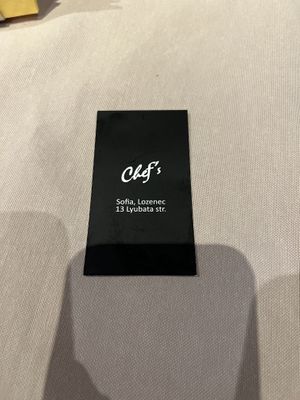 Chef's
Sofia, Lozenec
13 Lyubata str.